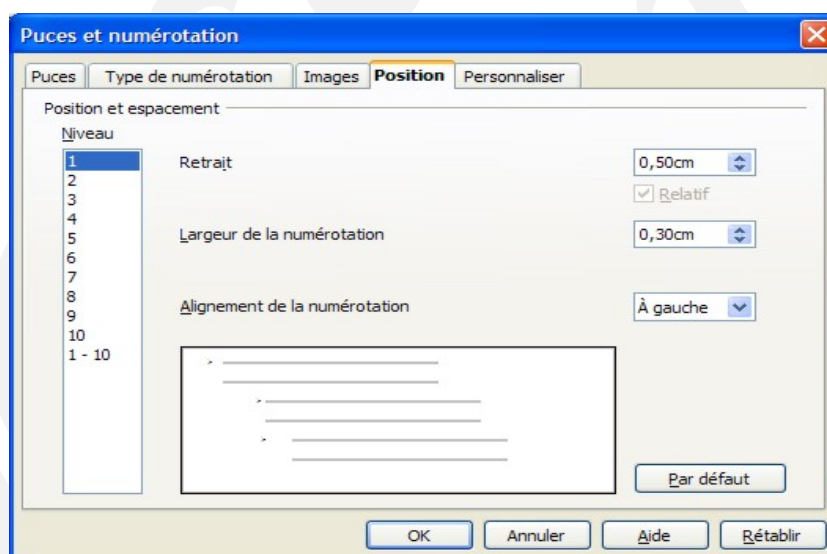 Puces et numérotation
Puces Type de numérotation Images Position Personnaliser
Position et espacement
Niveau
1
2
3
4
5
6
7
8
9
10
1 - 10
Retrait 0,50cm
Relatif
Largeur de la numérotation 0,30cm
Alignement de la numérotation À gauche
Par défaut
OK Annuler Aide Rétablir